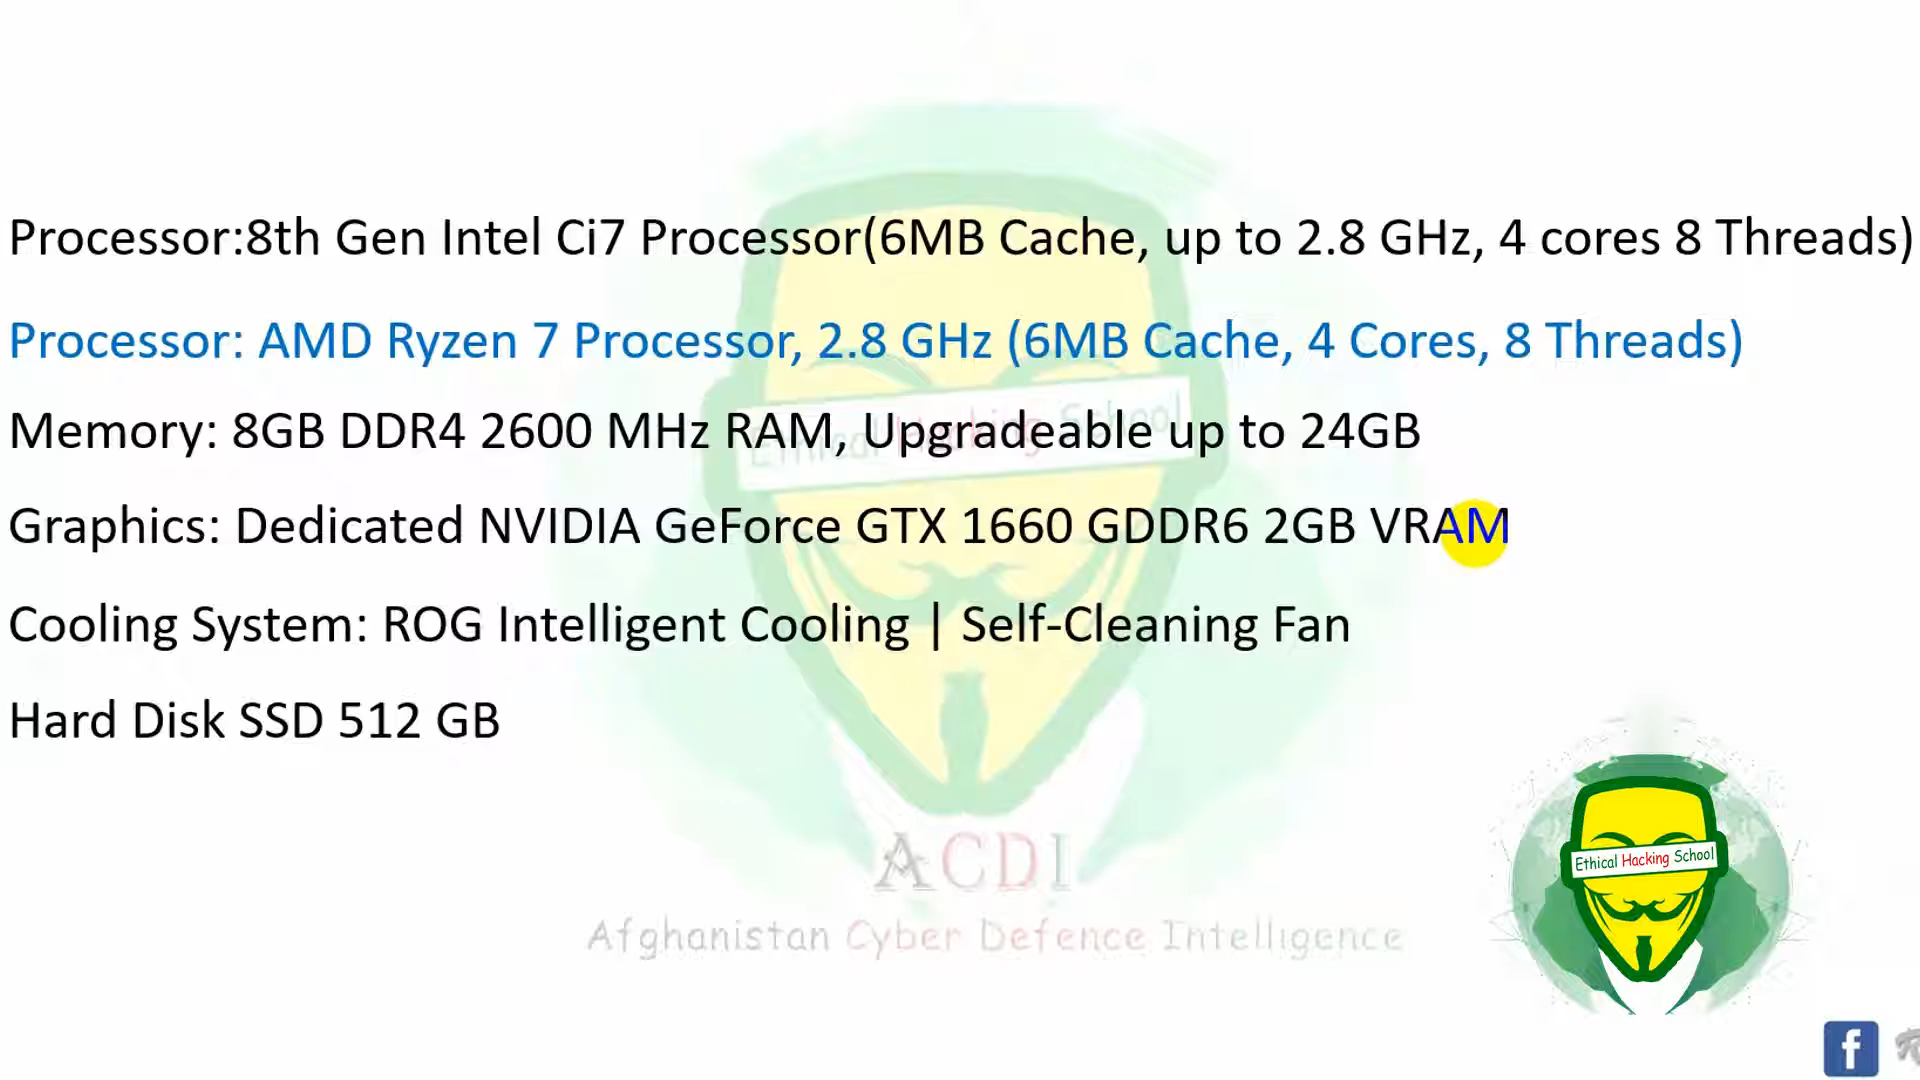 Processor:8th Gen Intel Ci7 Processor(6MB Cache, up to 2.8 GHz, 4 cores 8 Threads)
Processor: AMD Ryzen 7 Processor, 2.8 GHz (6MB Cache, 4 Cores, 8 Threads)
Memory: 8GB DDR4 2600 MHz RAM, Upgradeable up to 24GB
Ethical Hacking School
Graphics: Dedicated NVIDIA GeForce GTX 1660 GDDR6 2GB VRAM
Cooling System: ROG Intelligent Cooling | Self-Cleaning Fan
Hard Disk SSD 512 GB
Ethical Hacking School
ACDI
Afghanistan Cyber Defence Intelligence
f